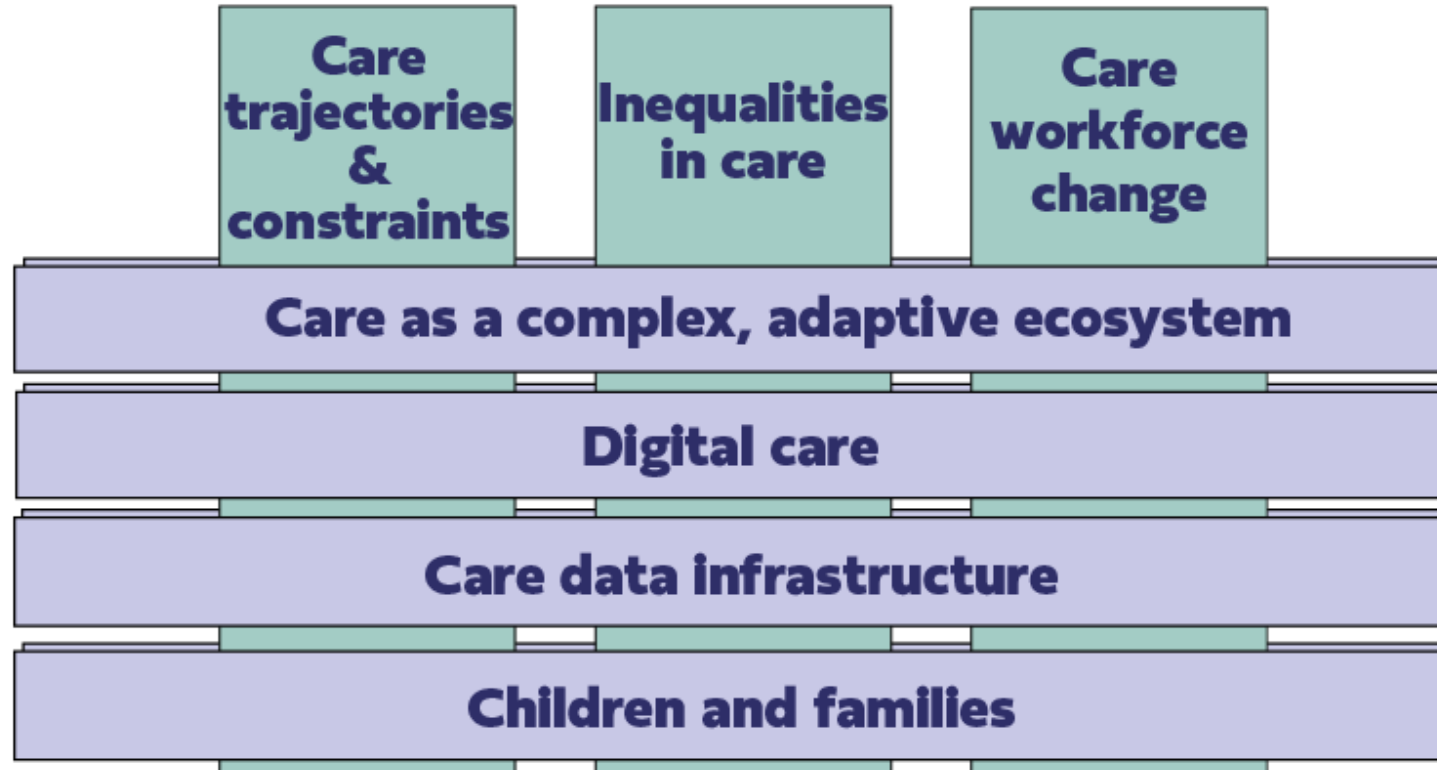 Care
trajectories
&
constraints
Inequalities
in care
Care
workforce
change
Care as a complex, adaptive ecosystem
Digital care
Care data infrastructure
Children and families